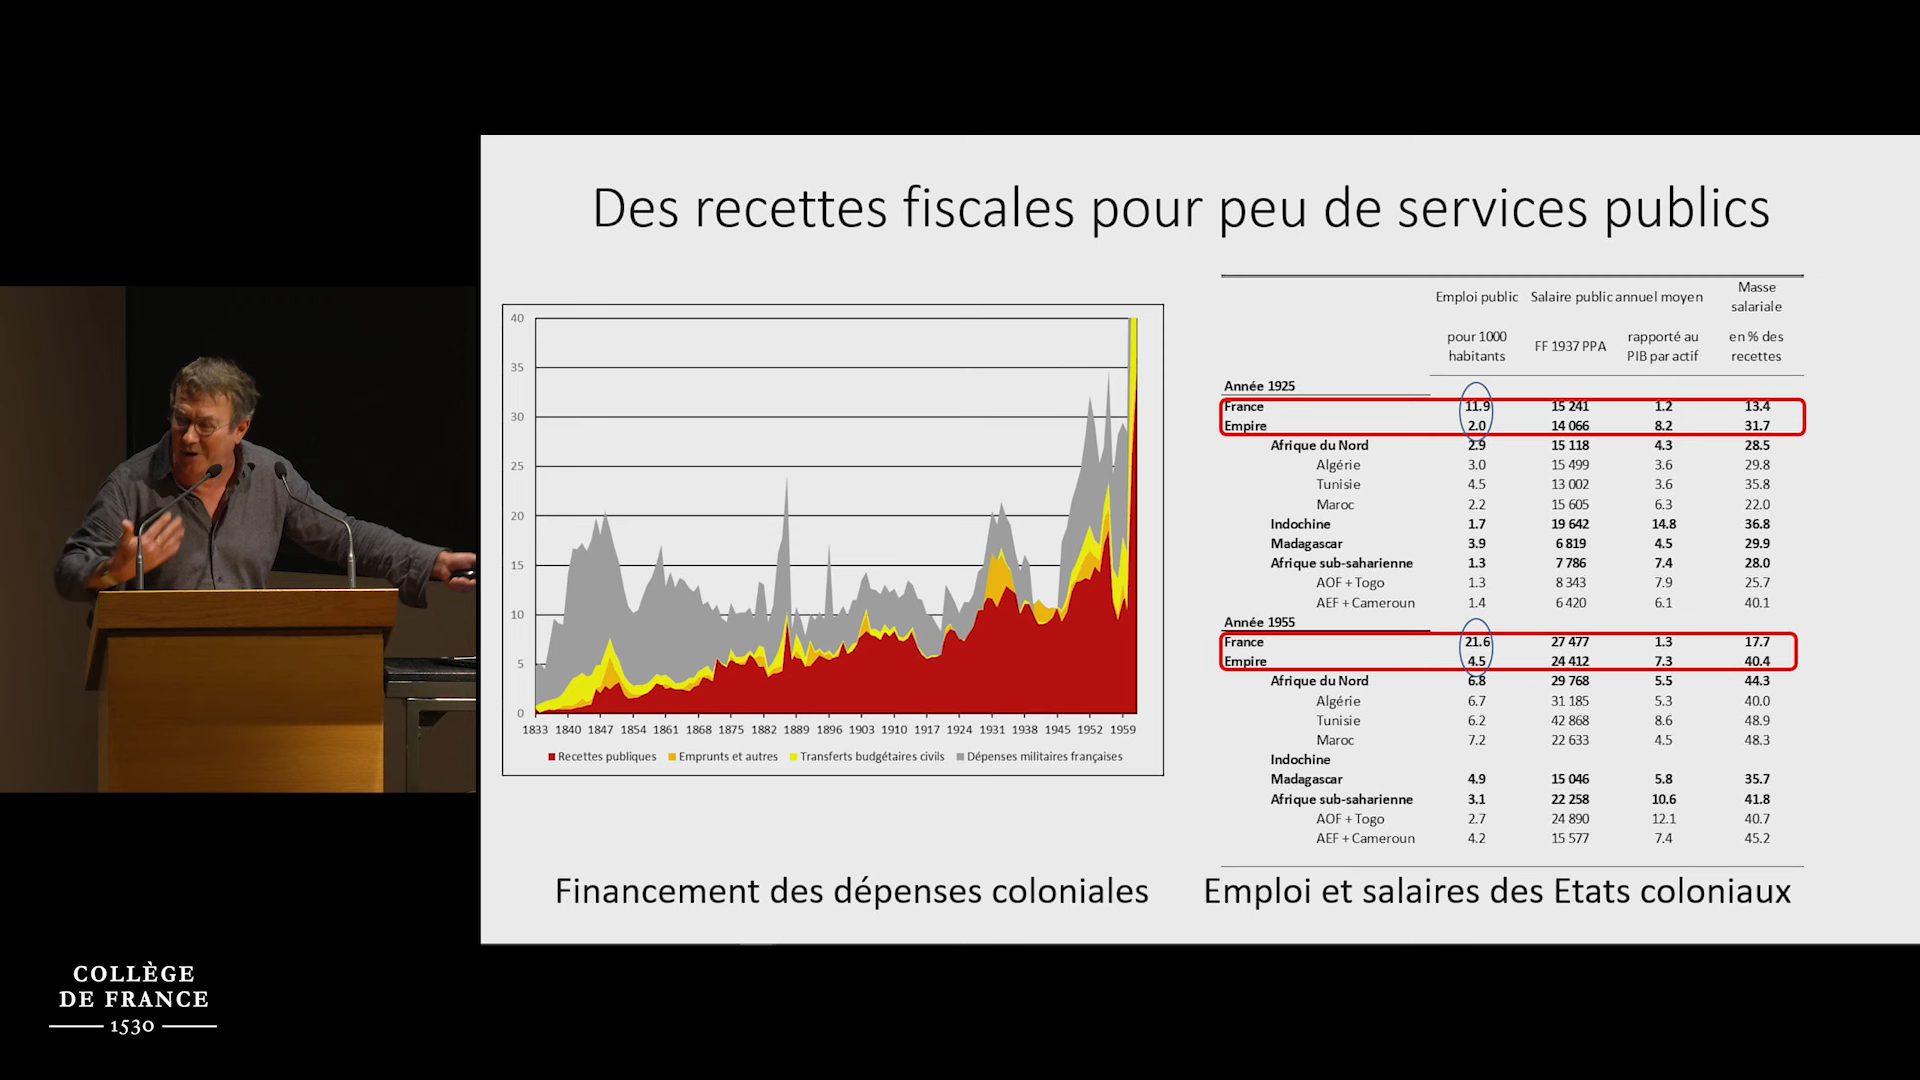 Des recettes fiscales pour peu de services publics
40
35
30
25
20
15
10
5
0
1833 1840 1847 1854 1861 1868 1875 1882 1889 1896 1903 1910 1917 1924 1931 1938 1945 1952 1959
Recettes publiques Emprunts et autres Transferts budgétaires civils Dépenses militaires françaises
Financement des dépenses coloniales
Emploi public Salaire public annuel moyen Masse salariale
pour 1000 habitants FF 1937 PPA rapporté au PIB par actif en % des recettes
Année 1925
France 11.9 15 241 1.2 13.4
Empire 2.0 14 066 8.2 31.7
Afrique du Nord 2.9 15 118 4.3 28.5
Algérie 3.0 15 499 3.6 29.8
Tunisie 4.5 13 002 3.6 35.8
Maroc 2.2 15 605 6.3 22.0
Indochine 1.7 19 642 14.8 36.8
Madagascar 3.9 6 819 4.5 29.9
Afrique sub-saharienne 1.3 7 786 7.4 28.0
AOF + Togo 1.3 8 343 7.9 25.7
AEF + Cameroun 1.4 6 420 6.1 40.1
Année 1955
France 21.6 27 477 1.3 17.7
Empire 4.5 24 412 7.3 40.4
Afrique du Nord 6.8 29 768 5.5 44.3
Algérie 6.7 31 185 5.3 40.0
Tunisie 6.2 42 868 8.6 48.9
Maroc 7.2 22 633 4.5 48.3
Indochine
Madagascar 4.9 15 046 5.8 35.7
Afrique sub-saharienne 3.1 22 258 10.6 41.8
AOF + Togo 2.7 24 890 12.1 40.7
AEF + Cameroun 4.2 15 577 7.4 45.2
Emploi et salaires des Etats coloniaux
COLLÈGE
DE FRANCE
1530